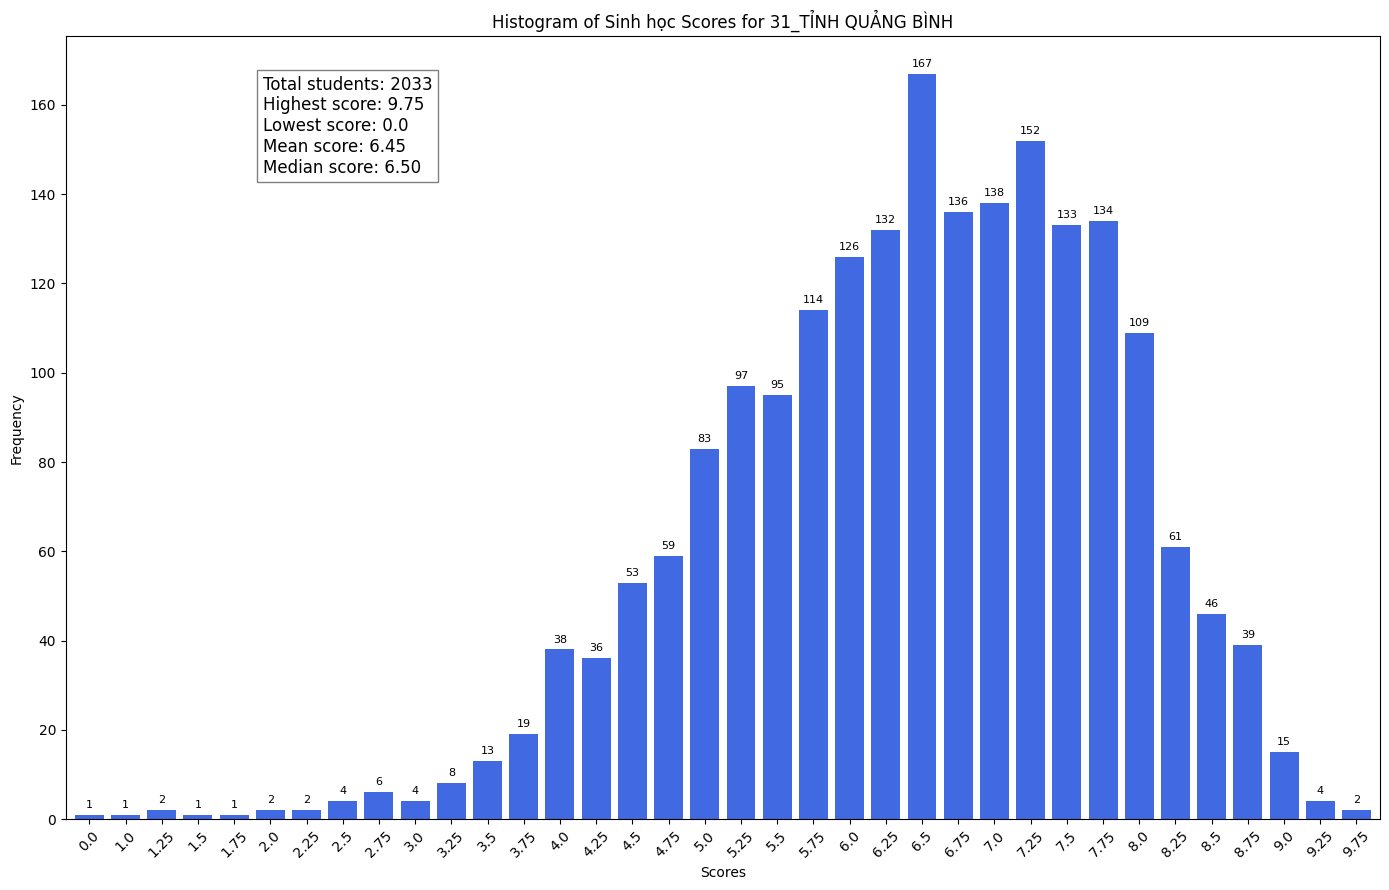 Histogram of Sinh học Scores for 31_TỈNH QUẢNG BÌNH
Total students: 2033
Highest score: 9.75
Lowest score: 0.0
Mean score: 6.45
Median score: 6.50
Frequency
160
140
120
100
80
60
40
20
0
1 1 2 1 1 2 2 4 6 4 8 13 19 38 36 53 59 83 97 95 114 126 132 167 136 138 152 133 134 109 61 46 39 15 4 2
0.0 1.0 1.25 1.5 1.75 2.0 2.25 2.5 2.75 3.0 3.25 3.5 3.75 4.0 4.25 4.5 4.75 5.0 5.25 5.5 5.75 6.0 6.25 6.5 6.75 7.0 7.25 7.5 7.75 8.0 8.25 8.5 8.75 9.0 9.25 9.75
Scores